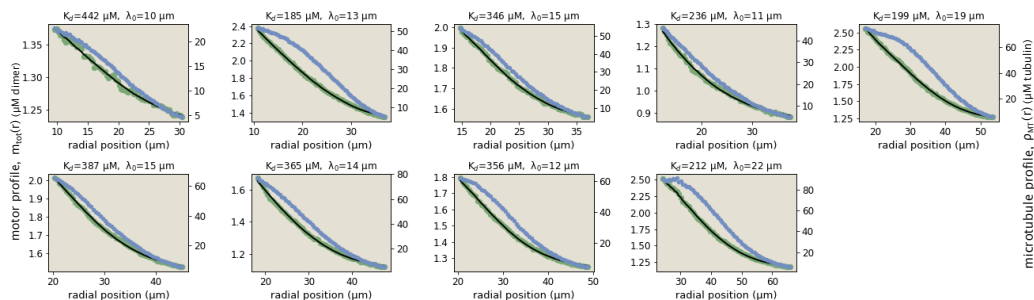 K_d=442 μM, λ_0=10 μm
K_d=185 μM, λ_0=13 μm
K_d=346 μM, λ_0=15 μm
K_d=236 μM, λ_0=11 μm
K_d=199 μM, λ_0=19 μm
1.35
1.30
1.25
20
15
10
5
10 15 20 25 30
radial position (μm)
2.4
2.2
2.0
1.8
1.6
1.4
50
40
30
20
10
10 20 30
radial position (μm)
2.0
1.9
1.8
1.7
1.6
50
40
30
20
10
15 20 25 30 35
radial position (μm)
1.3
1.2
1.1
1.0
0.9
40
30
20
10
20 30
radial position (μm)
2.50
2.25
2.00
1.75
1.50
1.25
60
40
20
20 30 40 50
radial position (μm)
motor profile, m_tot(r) (μM dimer)
microtubule profile, ρ_MT(r) (μM tubulin)
K_d=387 μM, λ_0=15 μm
K_d=365 μM, λ_0=14 μm
K_d=356 μM, λ_0=12 μm
K_d=212 μM, λ_0=22 μm
2.0
1.9
1.8
1.7
1.6
60
40
20
20 30 40
radial position (μm)
1.6
1.4
1.2
80
60
40
20
20 30 40
radial position (μm)
1.8
1.7
1.6
1.5
1.4
1.3
60
40
20
20 30 40 50
radial position (μm)
2.50
2.25
2.00
1.75
1.50
1.25
80
60
40
20
30 40 50 60
radial position (μm)